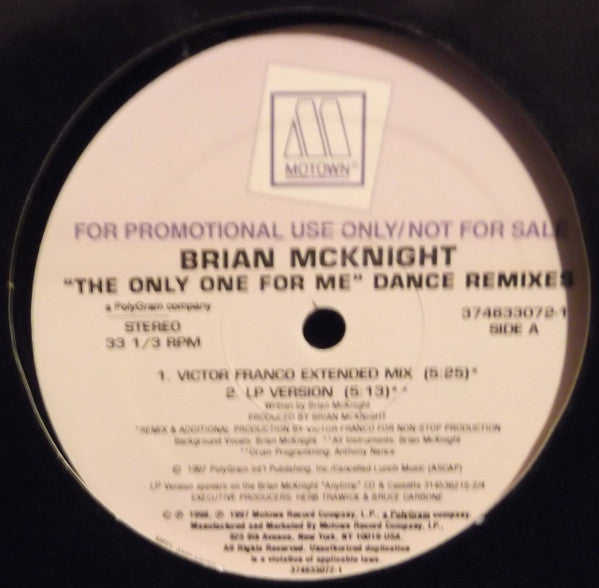 M
MOTOWN®
FOR PROMOTIONAL USE ONLY/NOT FOR SALE
BRIAN MCKNIGHT
"THE ONLY ONE FOR ME" DANCE REMIXES
a PolyGram company
STEREO
33 1/3 RPM
374633072-1
SIDE A
1. VICTOR FRANCO EXTENDED MIX (5:25)*
2. LP VERSION (5:13)**
Written by Brian McKnight
PRODUCED BY BRIAN MCKNIGHT
*REMIX & ADDITIONAL PRODUCTION BY VICTOR FRANCO FOR NON STOP PRODUCTION
Background Vocals: Brian McKnight **All Instruments: Brian McKnight
**Drum Programming: Anthony Nance
© 1997 PolyGram Int'l Publishing, Inc./Cancelled Lunch Music (ASCAP)
LP Version appears on the Brian McKnight "Anytime" CD & Cassette 314536215-2/4
EXECUTIVE PRODUCERS: HERB TRAWICK & BRUCE CARBONE
© ℗ 1998, ℗ 1997 Motown Record Company, L.P., a PolyGram company.
Manufactured and Marketed By Motown Record Company, L.P.,
825 8th Avenue, New York, NY 10019-USA.
All Rights Reserved. Unauthorized duplication
is a violation of applicable laws.
374633072-1